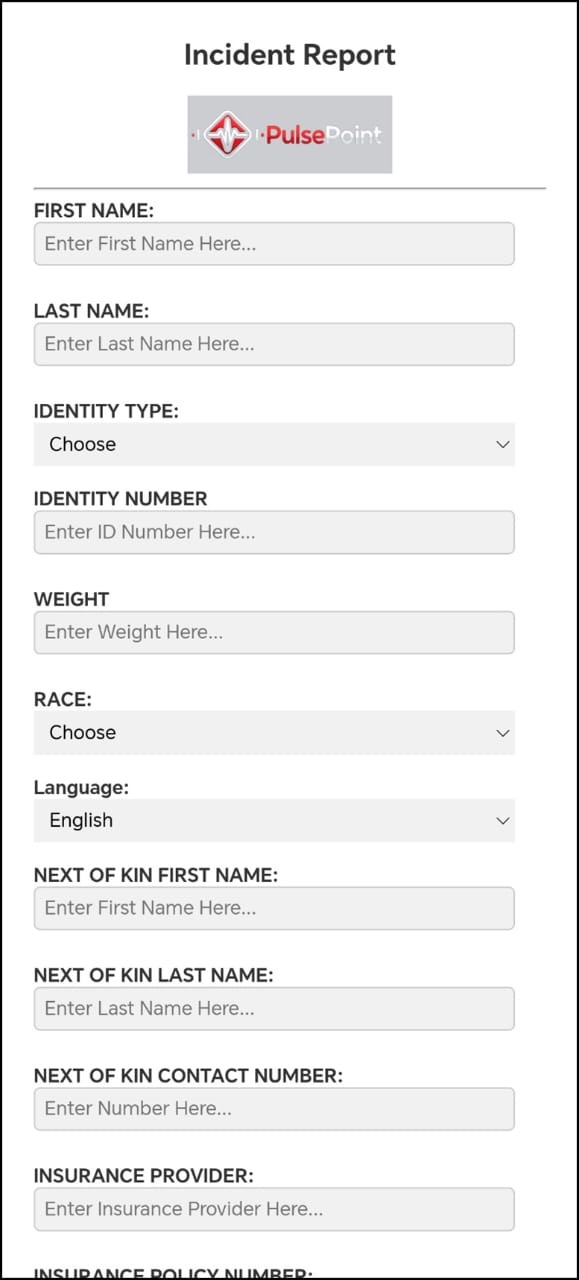 Incident Report
PulsePoint
FIRST NAME:
Enter First Name Here...
LAST NAME:
Enter Last Name Here...
IDENTITY TYPE:
Choose
IDENTITY NUMBER
Enter ID Number Here...
WEIGHT
Enter Weight Here...
RACE:
Choose
Language:
English
NEXT OF KIN FIRST NAME:
Enter First Name Here...
NEXT OF KIN LAST NAME:
Enter Last Name Here...
NEXT OF KIN CONTACT NUMBER:
Enter Number Here...
INSURANCE PROVIDER:
Enter Insurance Provider Here...
INSURANCE POLICY NUMBER: